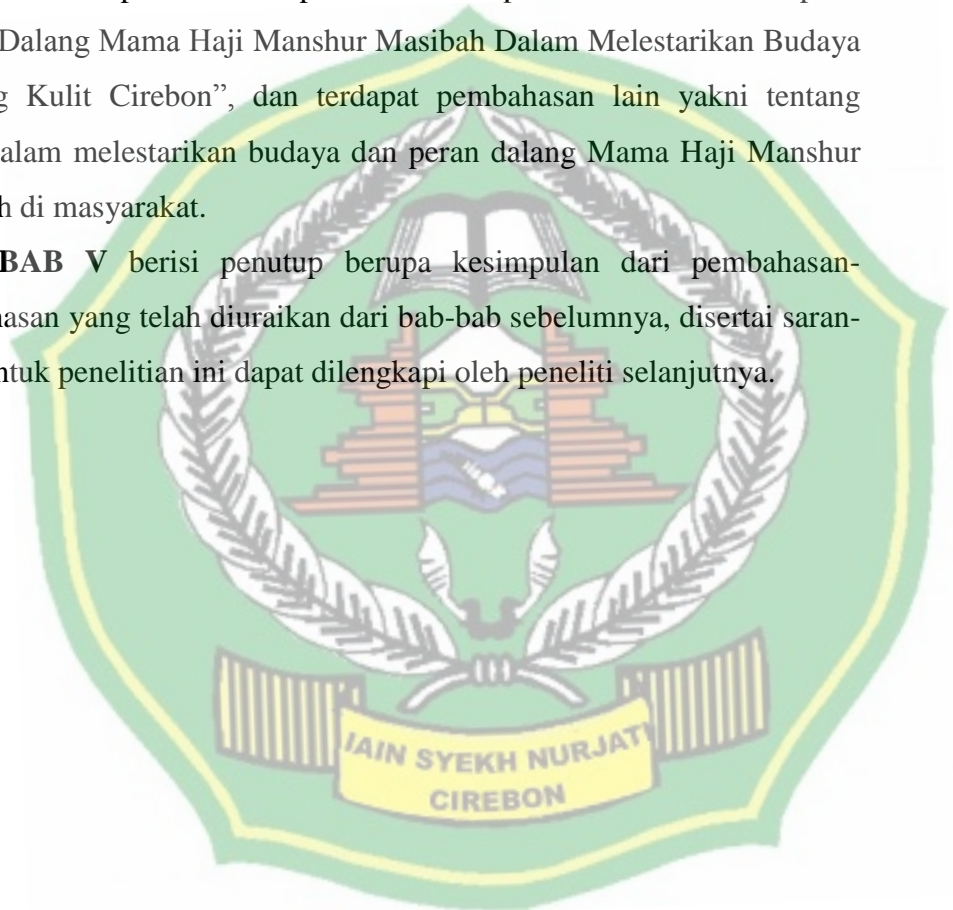 Dalang Mama Haji Manshur Masibah Dalam Melestarikan Budaya
Kulit Cirebon”, dan terdapat pembahasan lain yakni tentang
alam melestarikan budaya dan peran dalang Mama Haji Manshur
h di masyarakat.
BAB V berisi penutup berupa kesimpulan dari pembahasan-
hasan yang telah diuraikan dari bab-bab sebelumnya, disertai saran-
ntuk penelitian ini dapat dilengkapi oleh peneliti selanjutnya.
IAIN SYEKH NURJATI
CIREBON